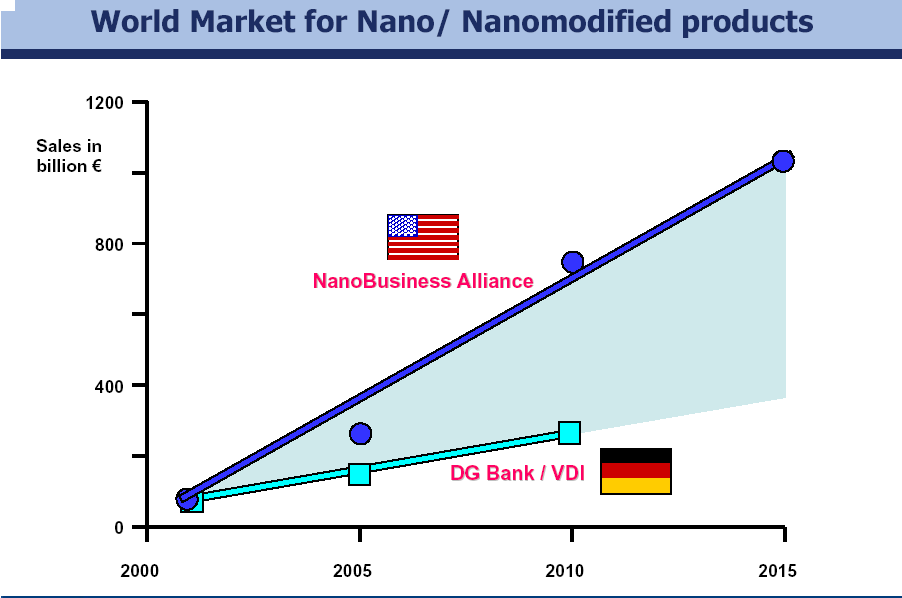 World Market for Nano/ Nanomodified products
1200
Sales in
billion €
800
NanoBusiness Alliance
400
DG Bank / VDI
0
2000 2005 2010 2015